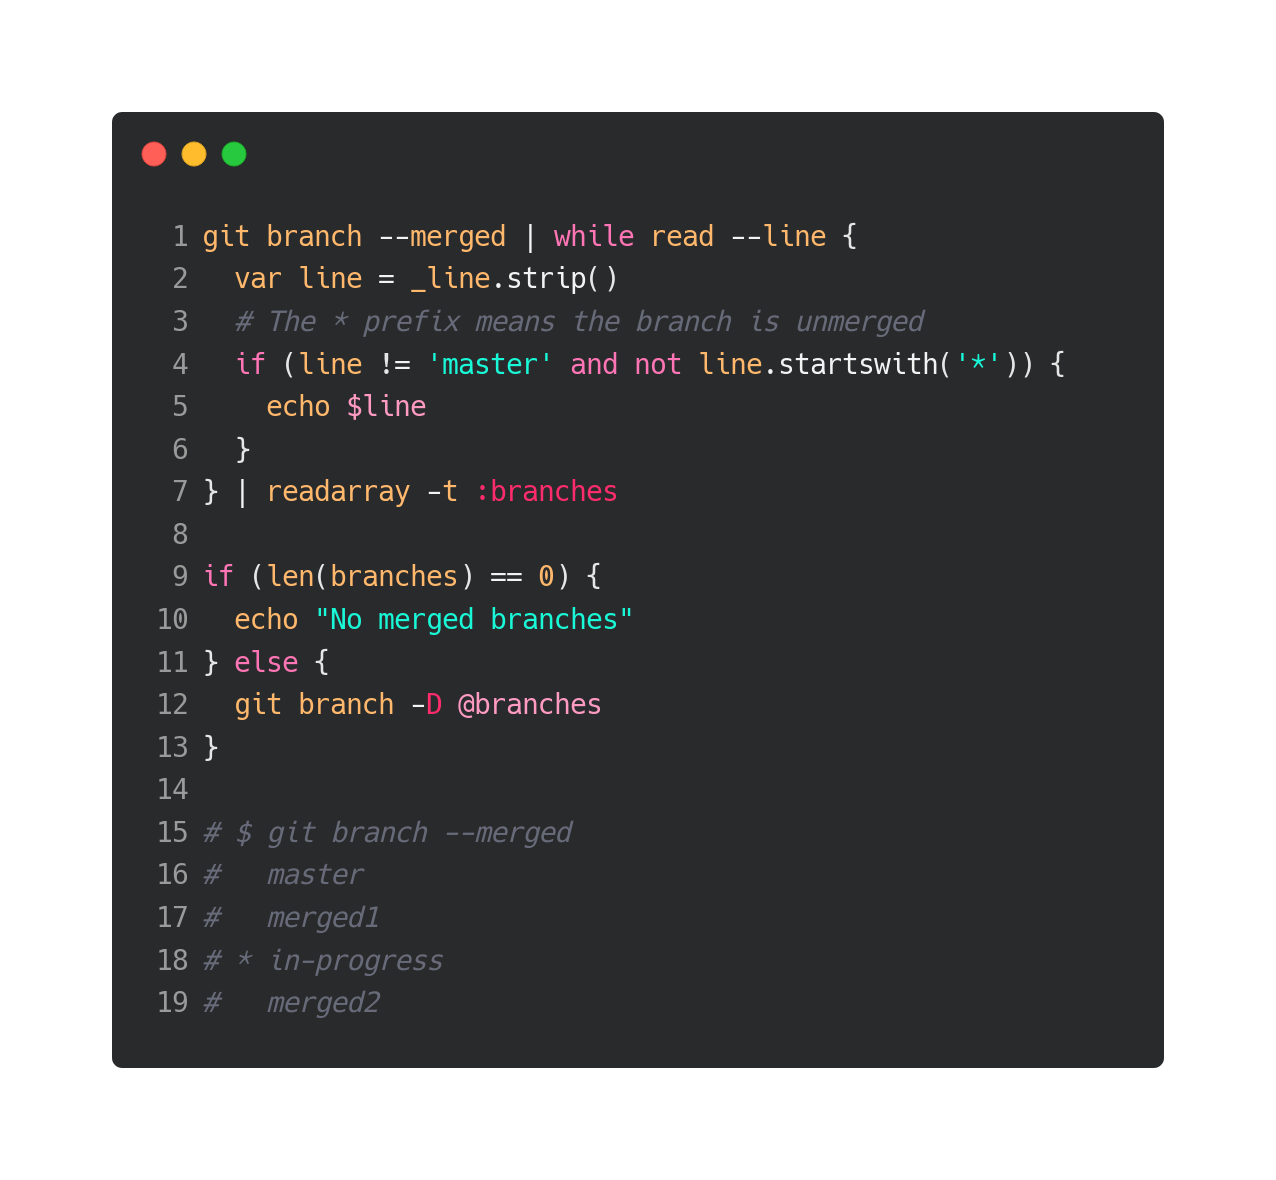 1 git branch --merged | while read --line {
2   var line = _line.strip()
3   # The * prefix means the branch is unmerged
4   if (line != 'master' and not line.startswith('*')) {
5     echo $line
6   }
7 } | readarray -t :branches
8
9 if (len(branches) == 0) {
10   echo "No merged branches"
11 } else {
12   git branch -D @branches
13 }
14
15 # $ git branch --merged
16 #   master
17 #   merged1
18 # * in-progress
19 #   merged2